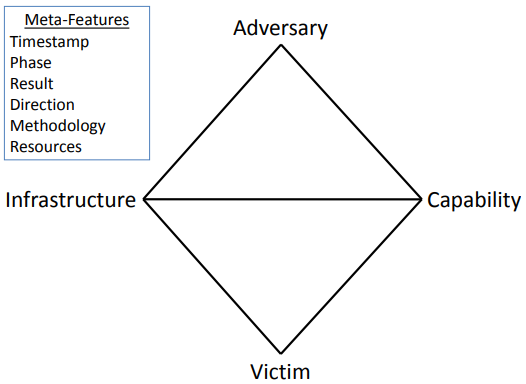 Meta-Features
Timestamp
Phase
Result
Direction
Methodology
Resources
Adversary
Infrastructure
Capability
Victim